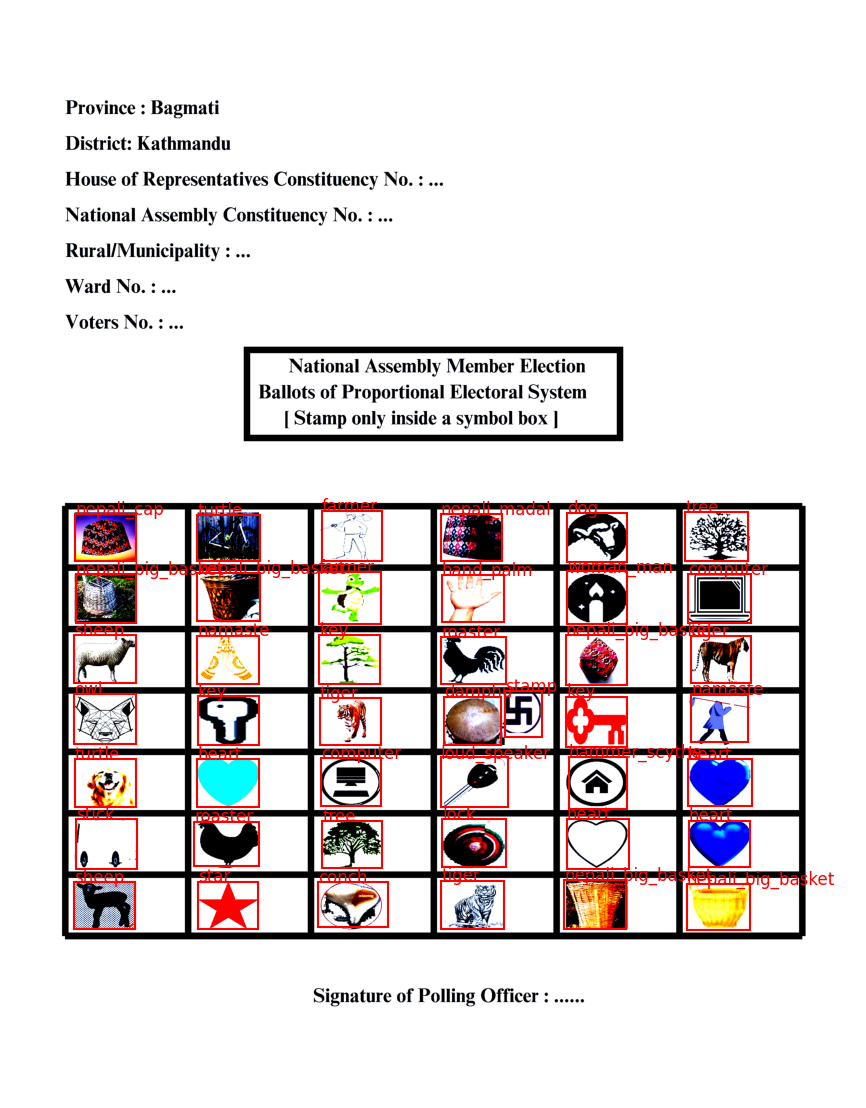 Province : Bagmati
District: Kathmandu
House of Representatives Constituency No. : ...
National Assembly Constituency No. : ...
Rural/Municipality : ...
Ward No. : ...
Voters No. : ...
National Assembly Member Election
Ballots of Proportional Electoral System
[ Stamp only inside a symbol box ]
nepali_cap turtle farmer nepali_madal dog tree
nepali_big_basket nepali_big_basket hand_palm woman_man computer
sheep namaste key roaster nepali_big_basket tiger
owl key tiger damphu stamp key namaste
turtle heart computer loud_speaker hammer_scythe heart
stick roaster tree lock heart heart
sheep star conch tiger nepali_big_basket nepali_big_basket
Signature of Polling Officer : ......